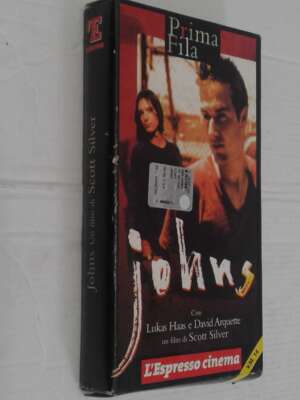 Johns Un film di Scott Silver
Prima
Fila
johns
Con
Lukas Haas e David Arquette
un film di Scott Silver
L'Espresso cinema